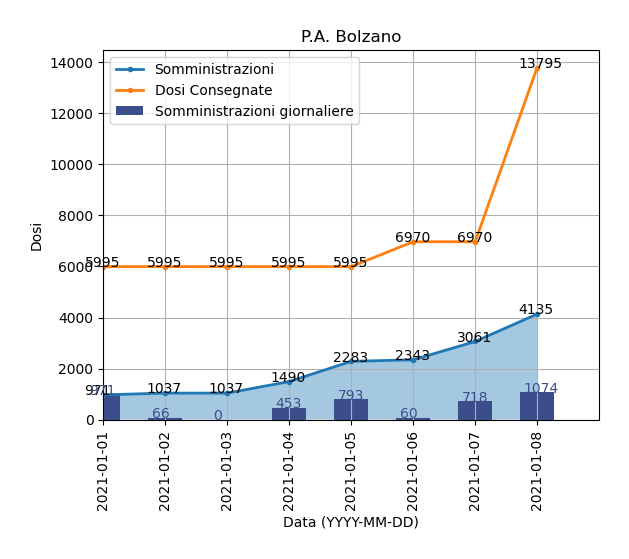 P.A. Bolzano
Somministrazioni
Dosi Consegnate
Somministrazioni giornaliere
14000
12000
10000
8000
6000
4000
2000
0
Dosi
5995 5995 5995 5995 5995 6970 6970 13795
971 1037 1037 1490 2283 2343 3061 4135
971 66 0 453 793 60 718 1074
2021-01-01
2021-01-02
2021-01-03
2021-01-04
2021-01-05
2021-01-06
2021-01-07
2021-01-08
Data (YYYY-MM-DD)